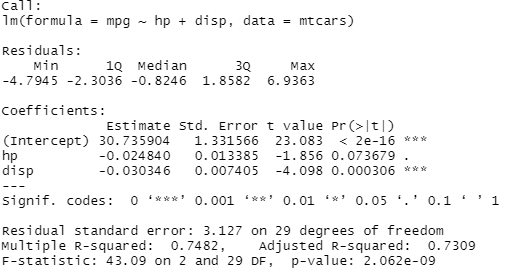 Call:
lm(formula = mpg ~ hp + disp, data = mtcars)
Residuals:
    Min      1Q  Median      3Q     Max
-4.7945 -2.3036 -0.8246  1.8582  6.9363
Coefficients:
             Estimate Std. Error t value Pr(>|t|)
(Intercept) 30.735904   1.331566  23.083  < 2e-16 ***
hp          -0.024840   0.013385  -1.856 0.073679 .
disp        -0.030346   0.007405  -4.098 0.000306 ***
---
Signif. codes:  0 ‘***’ 0.001 ‘**’ 0.01 ‘*’ 0.05 ‘.’ 0.1 ‘ ’ 1
Residual standard error: 3.127 on 29 degrees of freedom
Multiple R-squared:  0.7482,    Adjusted R-squared:  0.7309
F-statistic: 43.09 on 2 and 29 DF,  p-value: 2.062e-09